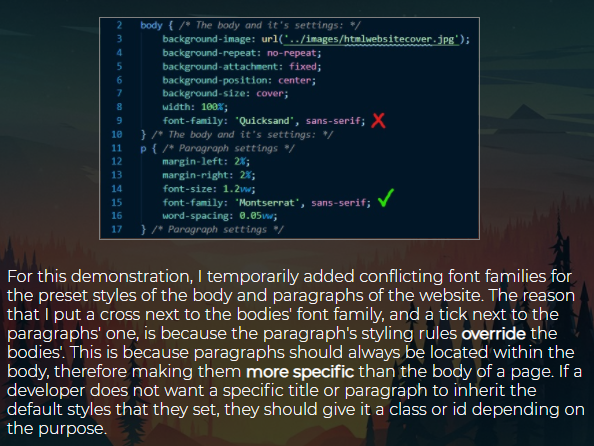 2 body { /* The body and it's settings: */
3 background-image: url('../images/htmlwebsitecover.jpg');
4 background-repeat: no-repeat;
5 background-attachment: fixed;
6 background-position: center;
7 background-size: cover;
8 width: 100%;
9 font-family: 'Quicksand', sans-serif;
10 } /* The body and it's settings: */
11 p { /* Paragraph settings */
12 margin-left: 2%;
13 margin-right: 2%;
14 font-size: 1.2vw;
15 font-family: 'Montserrat', sans-serif;
16 word-spacing: 0.05vw;
17 } /* Paragraph settings */
For this demonstration, I temporarily added conflicting font families for
the preset styles of the body and paragraphs of the website. The reason
that I put a cross next to the bodies' font family, and a tick next to the
paragraphs' one, is because the paragraph's styling rules override the
bodies'. This is because paragraphs should always be located within the
body, therefore making them more specific than the body of a page. If a
developer does not want a specific title or paragraph to inherit the
default styles that they set, they should give it a class or id depending on
the purpose.